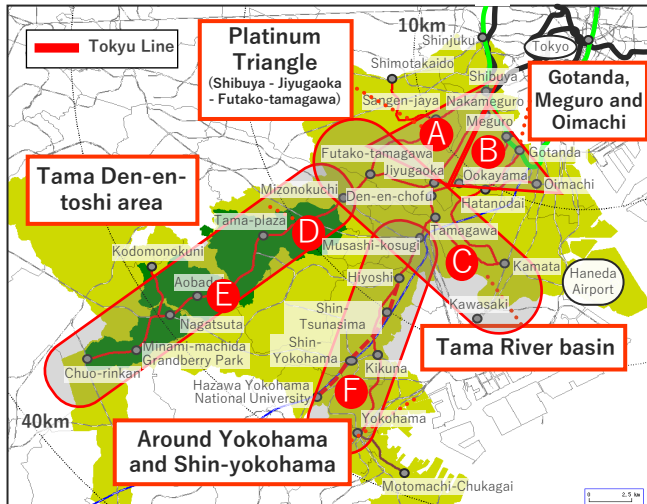 Tokyu Line
Platinum
Triangle
(Shibuya - Jiyugaoka
- Futako-tamagawa)
10km
Shinjuku
Tokyo
Shimotakaido
Shibuya
Sangen-jaya
Nakameguro
Meguro
Gotanda,
Meguro and
Oimachi
A
B
Gotanda
Futako-tamagawa
Jiyugaoka
Ookayama
Oimachi
Tama Den-en-
toshi area
Mizonokuchi
Den-en-chofu
Hatanodai
Tama-plaza
D
Tamagawa
Musashi-kosugi
Kodomonokuni
C
Kamata
Hiyoshi
Haneda
Airport
Aobadai
E
Kawasaki
Nagatsuta
Shin-
Tsunasima
Minami-machida
Grandberry Park
Shin-
Yokohama
Tama River basin
Chuo-rinkan
Kikuna
Hazawa Yokohama
National University
F
40km
Yokohama
Around Yokohama
and Shin-yokohama
Motomachi-Chukagai
0 2.5 km